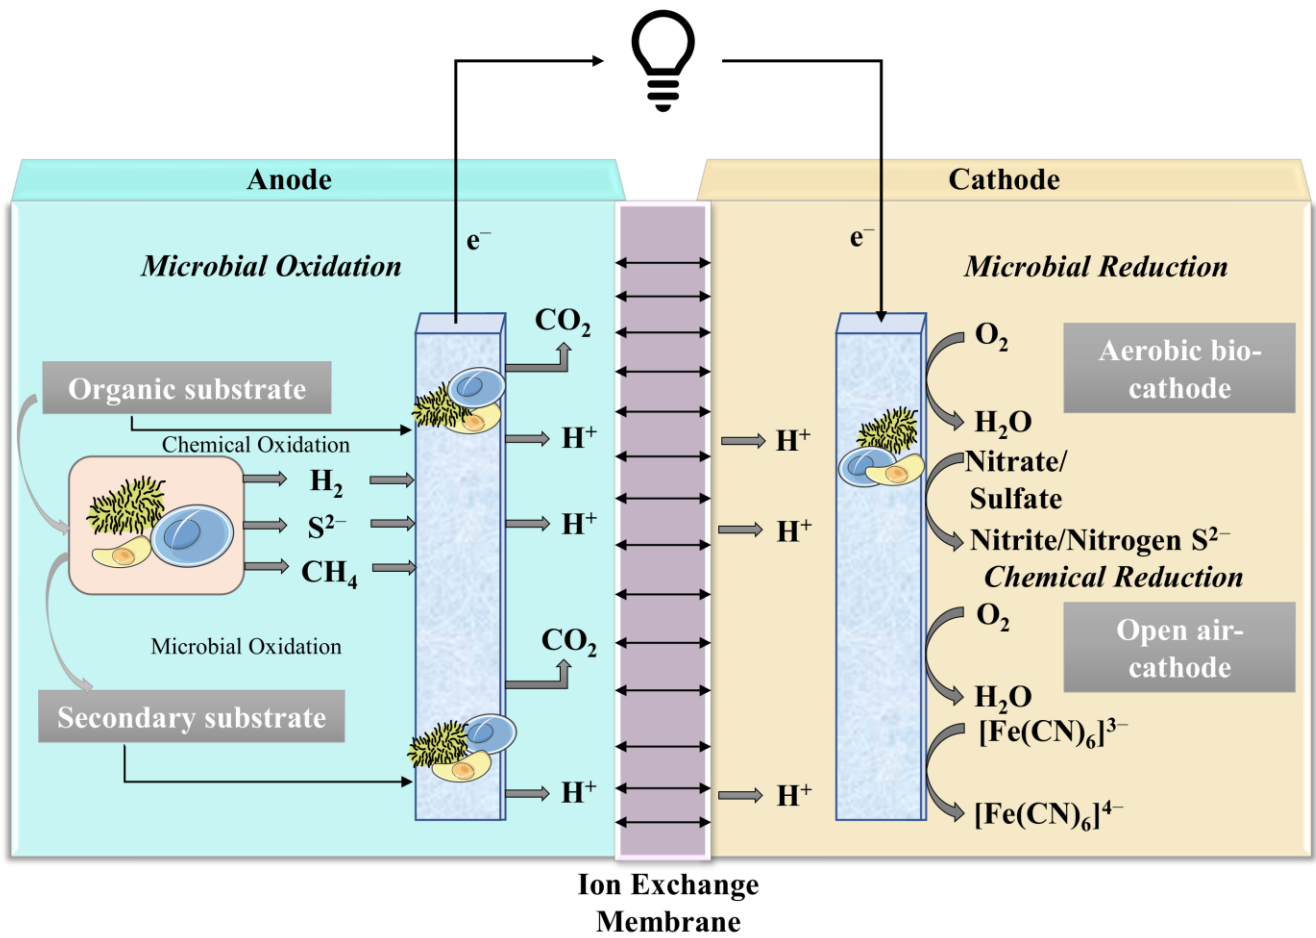 Anode
Cathode
e⁻
e⁻
Microbial Oxidation
Microbial Reduction
CO₂
O₂
Aerobic bio-
cathode
Organic substrate
H₂O
Chemical Oxidation
H⁺
H⁺
Nitrate/
Sulfate
H₂
S²⁻
H⁺
H⁺
Nitrite/Nitrogen S²⁻
CH₄
Chemical Reduction
O₂
Open air-
cathode
Microbial Oxidation
CO₂
H₂O
Secondary substrate
[Fe(CN)₆]³⁻
H⁺
H⁺
[Fe(CN)₆]⁴⁻
Ion Exchange
Membrane